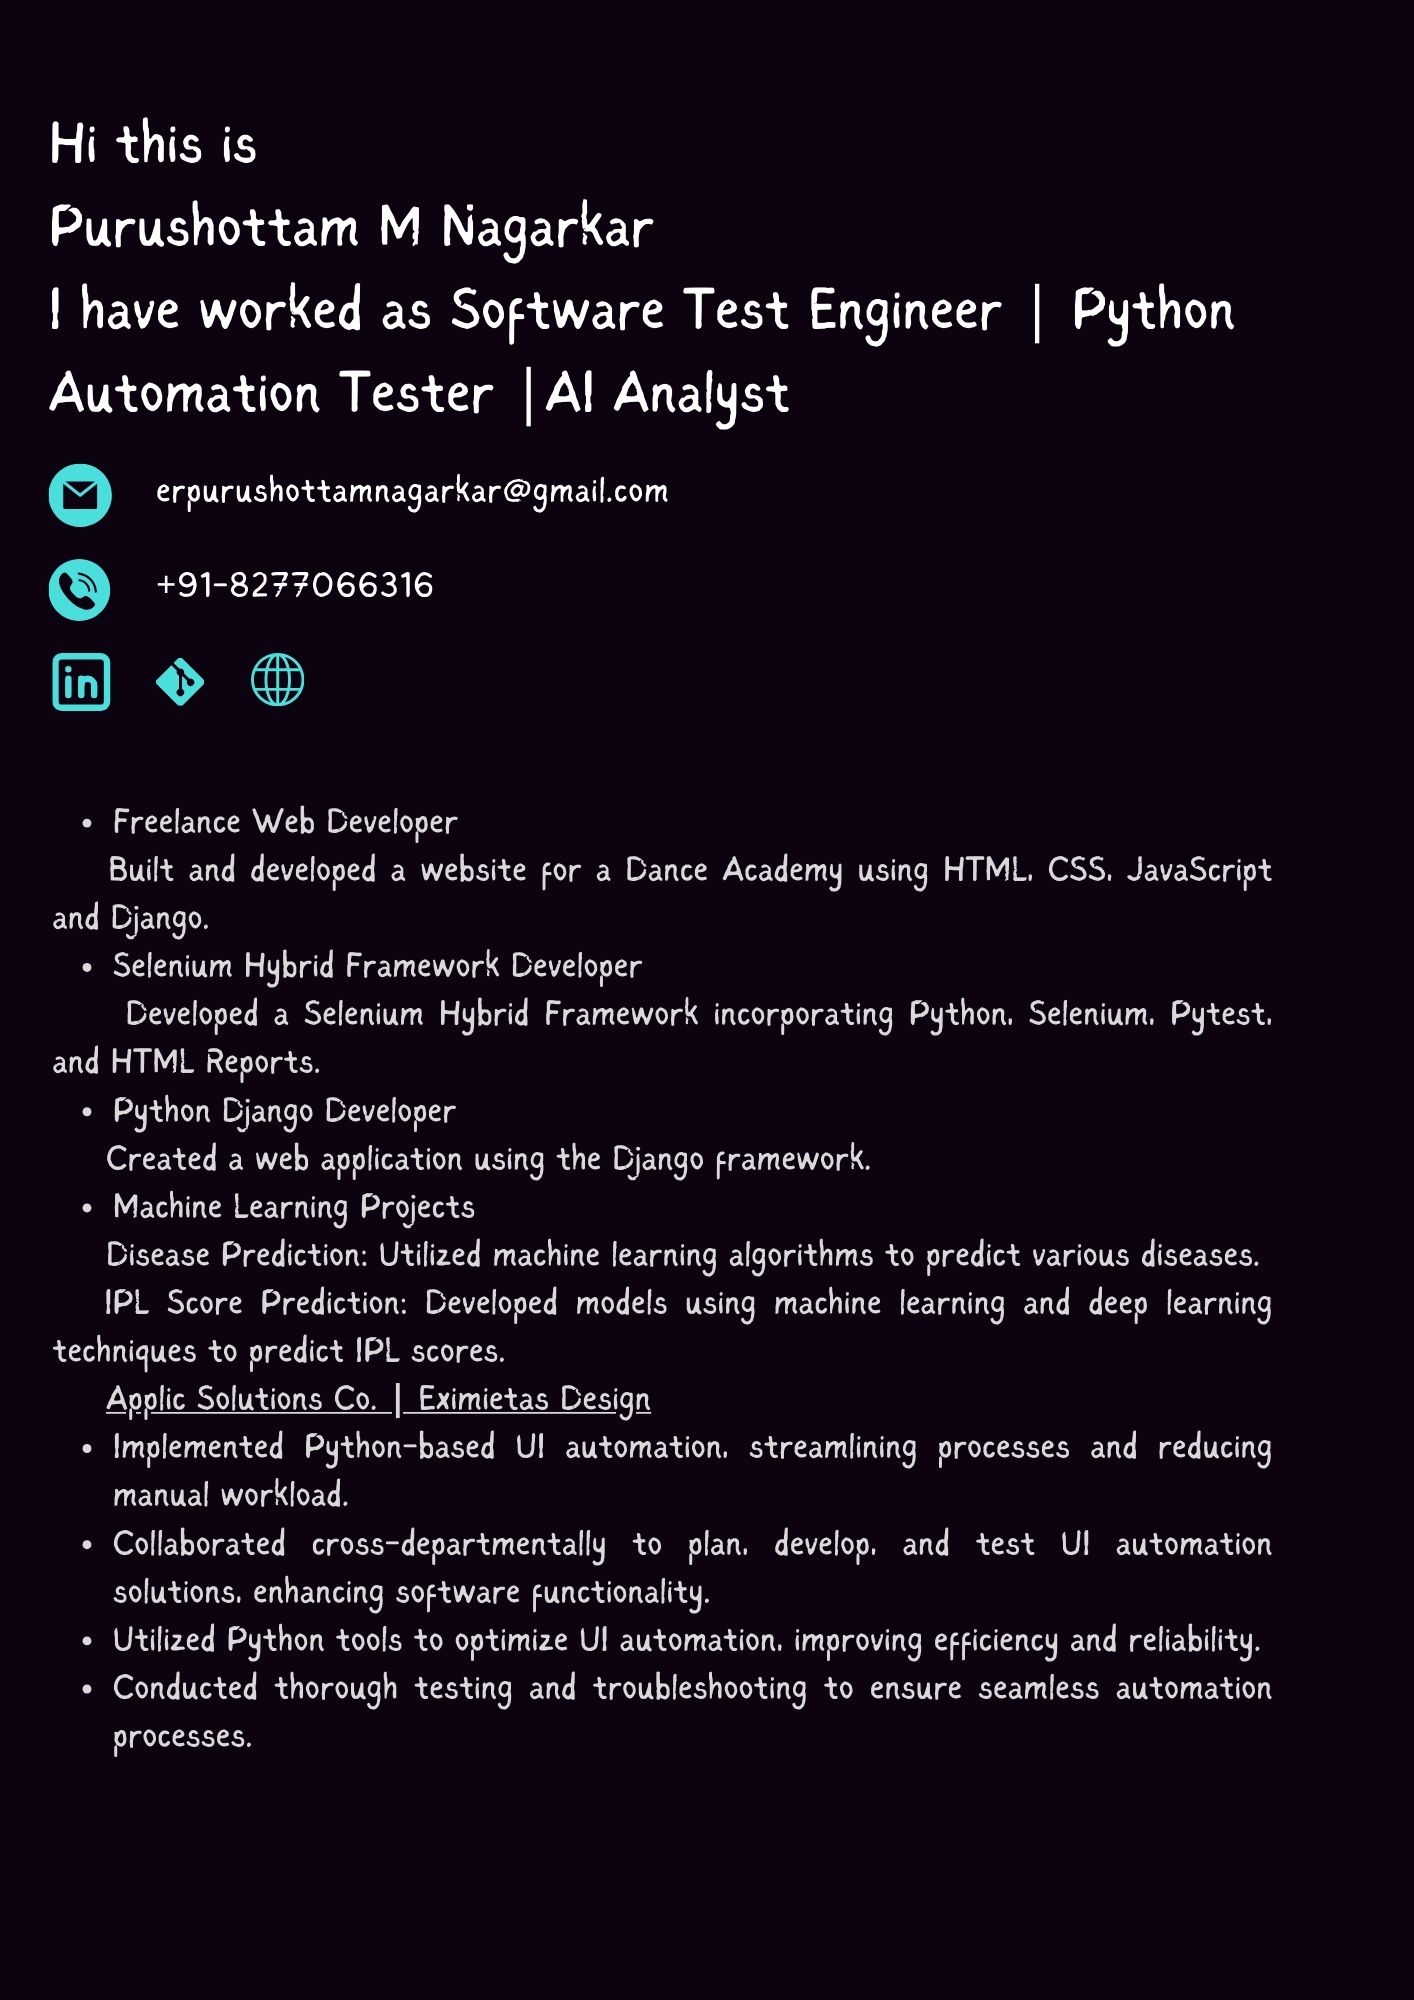 Hi this is
Purushottam M Nagarkar
I have worked as Software Test Engineer | Python
Automation Tester |AI Analyst
erpurushottamnagarkar@gmail.com
+91-8277066316
in
• Freelance Web Developer
Built and developed a website for a Dance Academy using HTML, CSS, JavaScript
and Django.
• Selenium Hybrid Framework Developer
Developed a Selenium Hybrid Framework incorporating Python, Selenium, Pytest,
and HTML Reports.
• Python Django Developer
Created a web application using the Django framework.
• Machine Learning Projects
Disease Prediction: Utilized machine learning algorithms to predict various diseases.
IPL Score Prediction: Developed models using machine learning and deep learning
techniques to predict IPL scores.
Applic Solutions Co. | Eximietas Design
• Implemented Python-based UI automation, streamlining processes and reducing
manual workload.
• Collaborated cross-departmentally to plan, develop, and test UI automation
solutions, enhancing software functionality.
• Utilized Python tools to optimize UI automation, improving efficiency and reliability.
• Conducted thorough testing and troubleshooting to ensure seamless automation
processes.